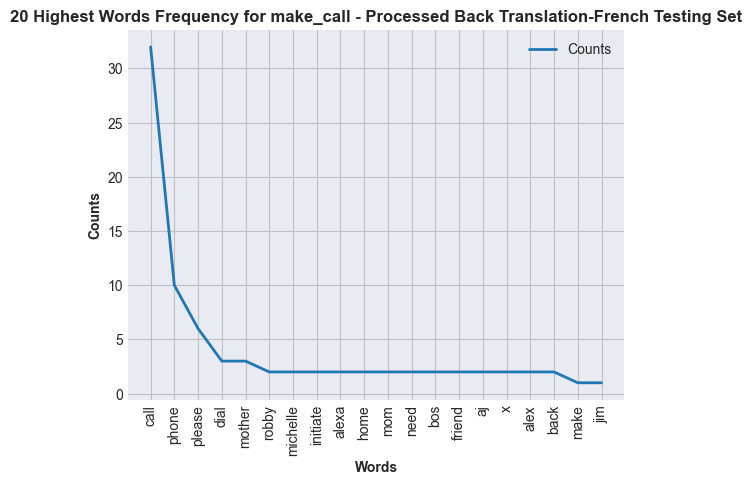 20 Highest Words Frequency for make_call - Processed Back Translation-French Testing Set
Counts
30
25
20
15
10
5
0
Counts
call
phone
please
dial
mother
robby
michelle
initiate
alexa
home
mom
need
bos
friend
aj
x
alex
back
make
jim
Words